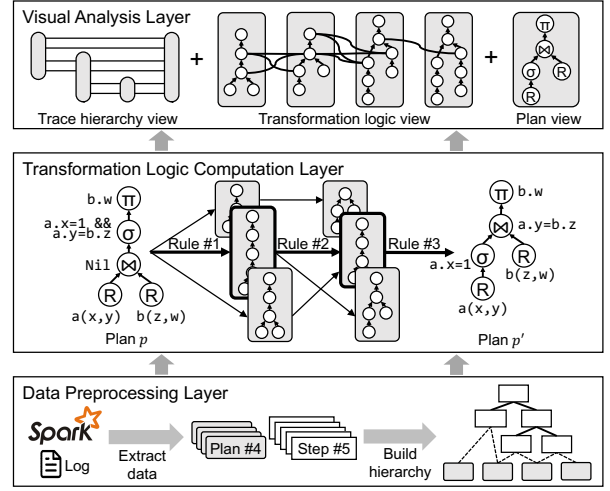 Visual Analysis Layer
+
+
π
⋈
σ
R
R
Trace hierarchy view
Transformation logic view
Plan view
Transformation Logic Computation Layer
π b.w
a.x=1 &&
a.y=b.z
σ
Nil
⋈
R
R
a(x,y)
b(z,w)
Plan p
Rule #1
Rule #2
Rule #3
π b.w
⋈ a.y=b.z
a.x=1
σ
R
b(z,w)
R
a(x,y)
Plan p′
Data Preprocessing Layer
Spark
Log
Extract
data
Plan #4
Step #5
Build
hierarchy